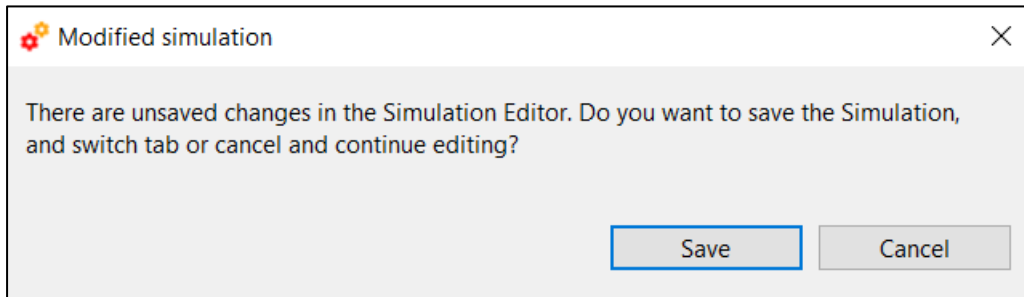 Modified simulation
There are unsaved changes in the Simulation Editor. Do you want to save the Simulation,
and switch tab or cancel and continue editing?
Save
Cancel